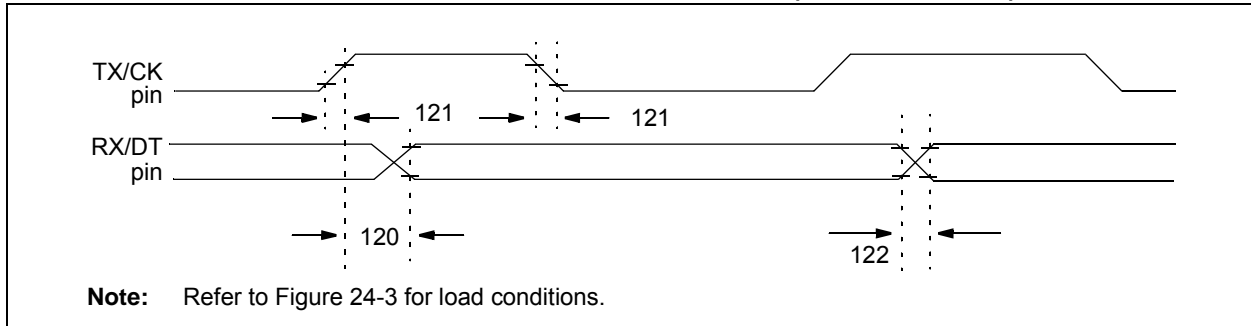 TX/CK
pin
121
121
RX/DT
pin
120
122
Note: Refer to Figure 24-3 for load conditions.